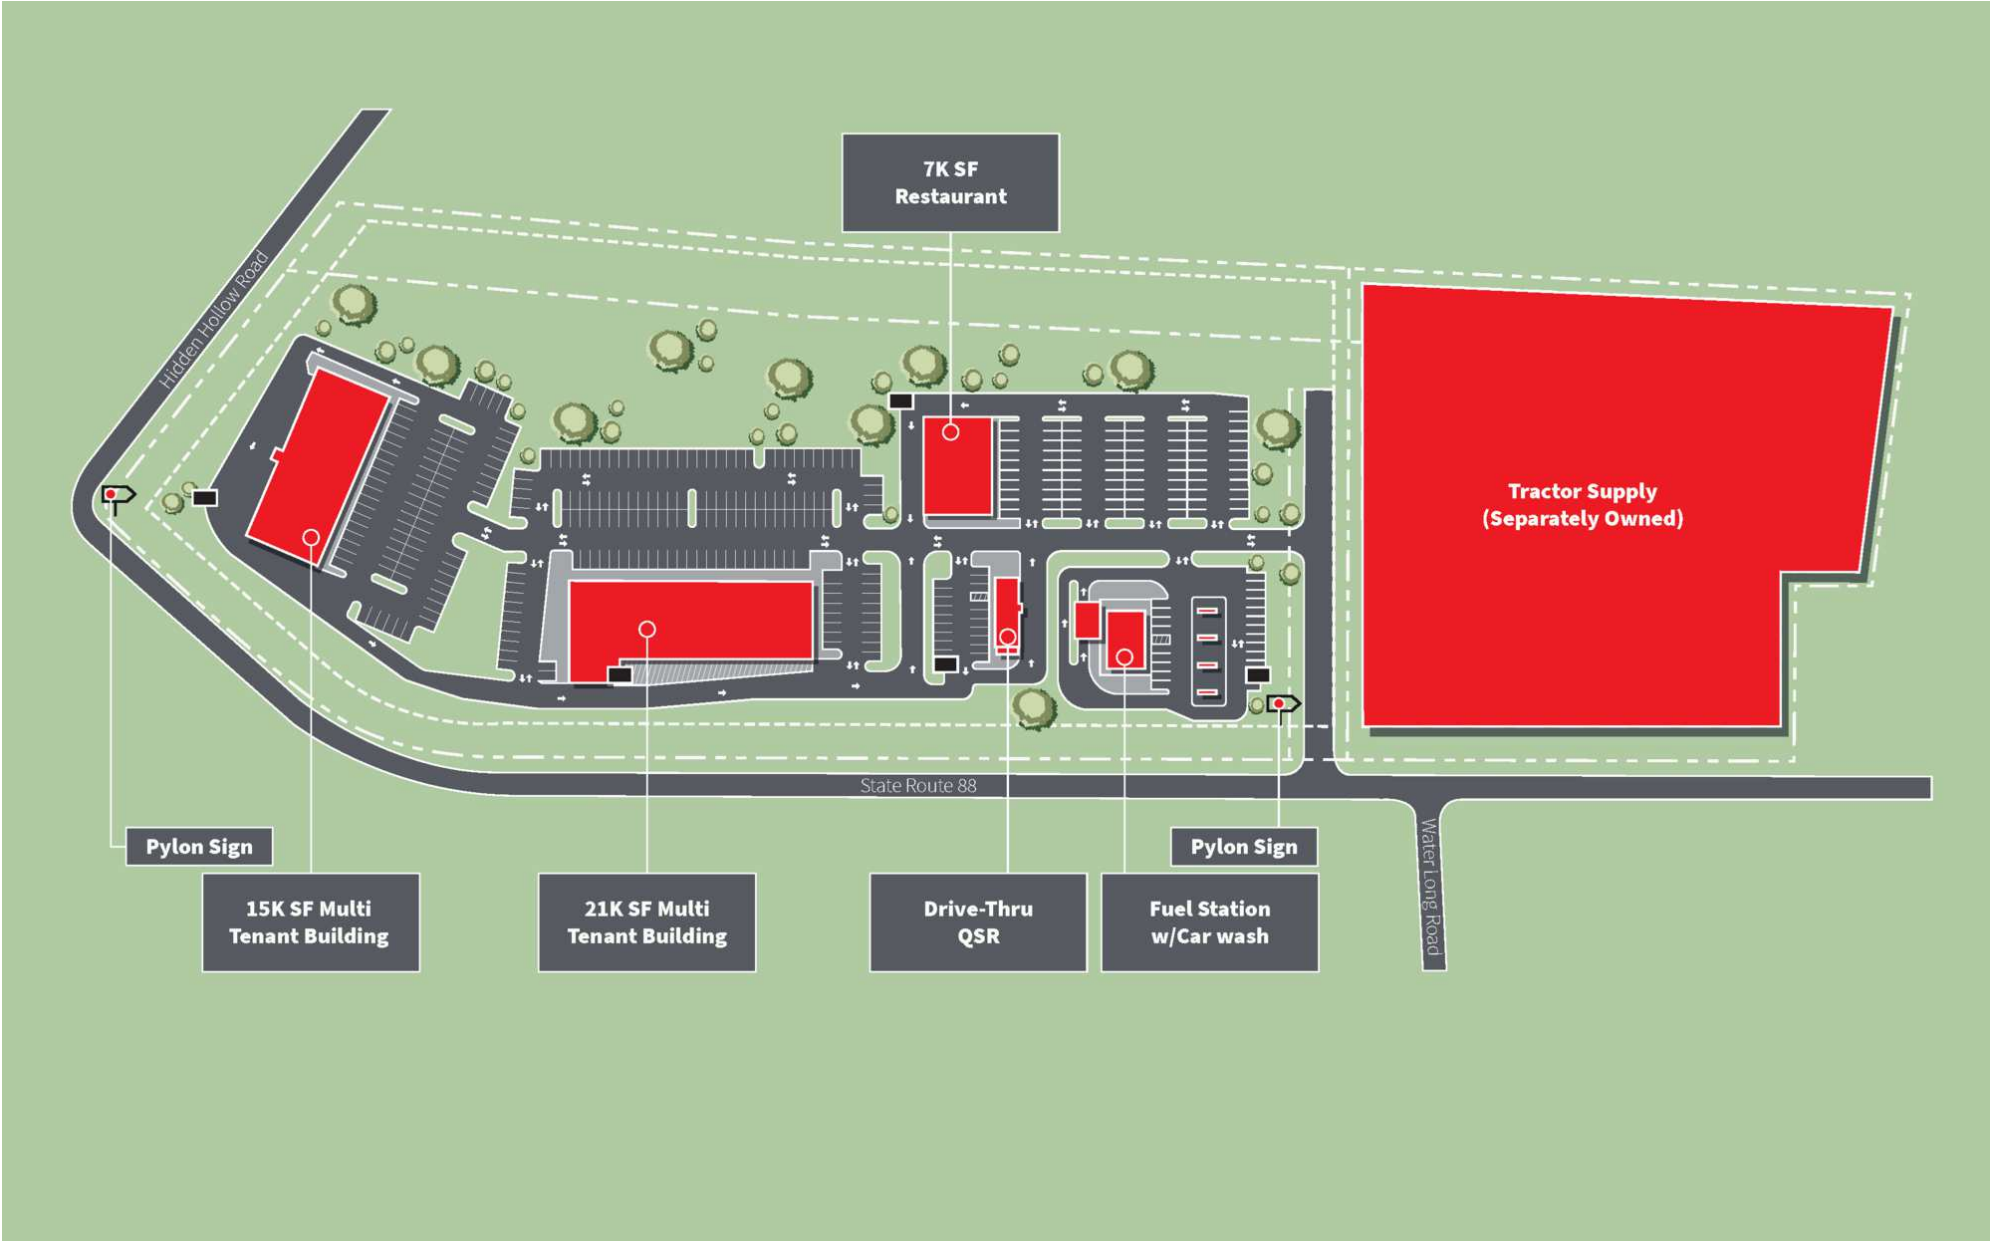 7K SF
Restaurant
Hidden Hollow Road
Tractor Supply
(Separately Owned)
State Route 88
Pylon Sign
Pylon Sign
Water Long Road
15K SF Multi
Tenant Building
21K SF Multi
Tenant Building
Drive-Thru
QSR
Fuel Station
w/Car wash